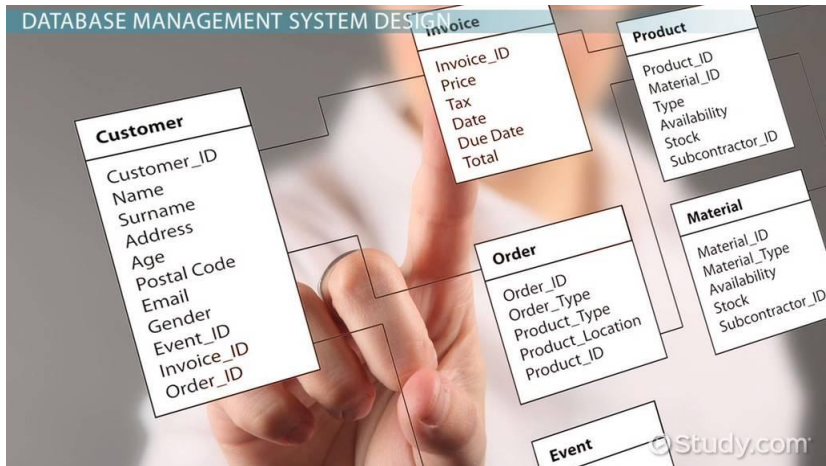 DATABASE MANAGEMENT SYSTEM DESIGN
Customer
Customer_ID
Name
Surname
Address
Age
Postal Code
Email
Gender
Event_ID
Invoice_ID
Order_ID
Invoice
Invoice_ID
Price
Tax
Date
Due Date
Total
Product
Product_ID
Material_ID
Type
Availability
Stock
Subcontractor_ID
Order
Order_ID
Order_Type
Product_Type
Product_Location
Product_ID
Material
Material_ID
Material_Type
Availability
Stock
Subcontractor_ID
Event
Study.com